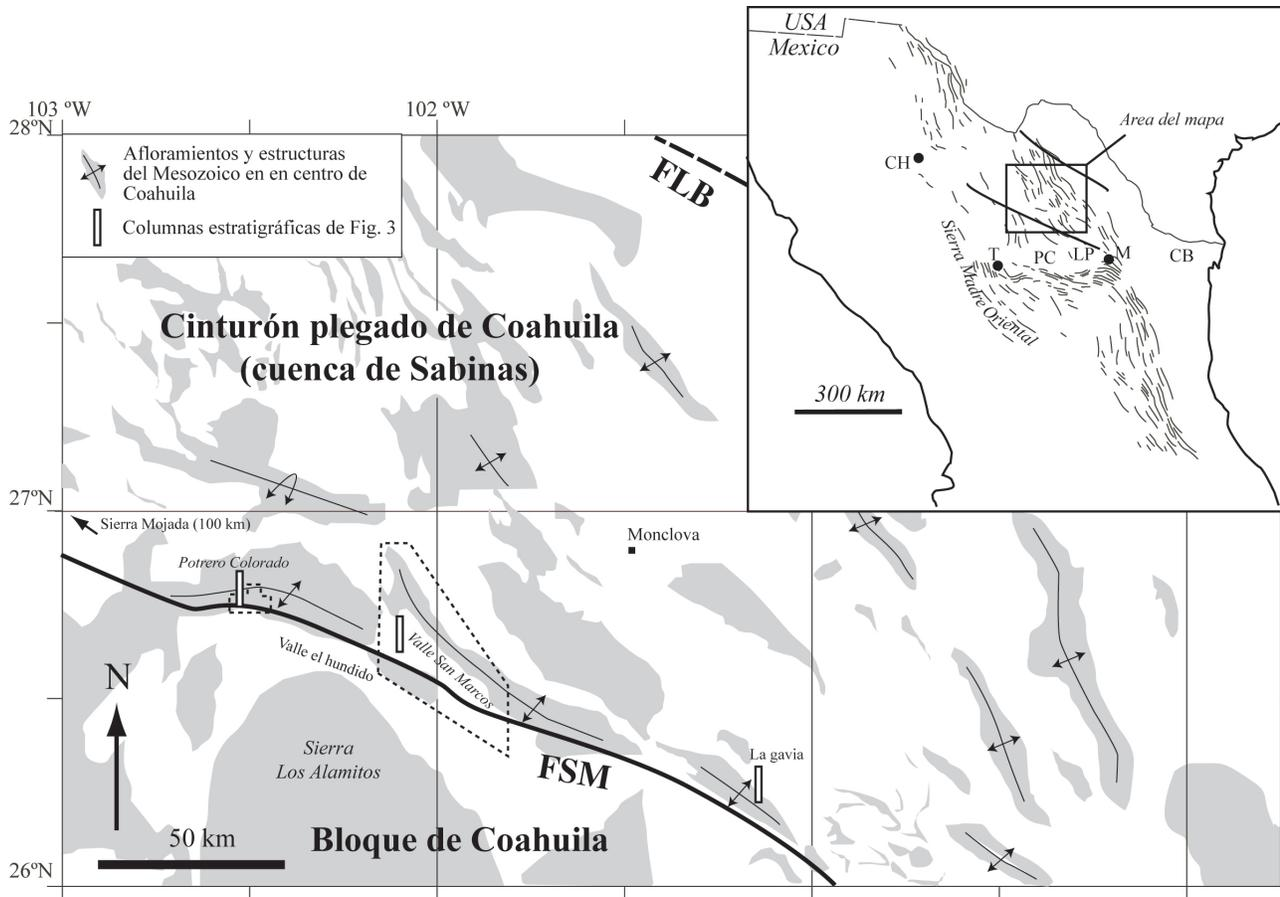 USA
Mexico
Area del mapa
CH
T
PC
LP
M
CB
Sierra Madre Oriental
300 km
103 ºW
102 ºW
28ºN
Afloramientos y estructuras
del Mesozoico en en centro de
Coahuila
Columnas estratigráficas de Fig. 3
FLB
Cinturón plegado de Coahuila
(cuenca de Sabinas)
27ºN
Sierra Mojada (100 km)
Monclova
Potrero Colorado
Valle el hundido
Valle San Marcos
N
Sierra
Los Alamitos
FSM
La gavia
50 km
Bloque de Coahuila
26ºN